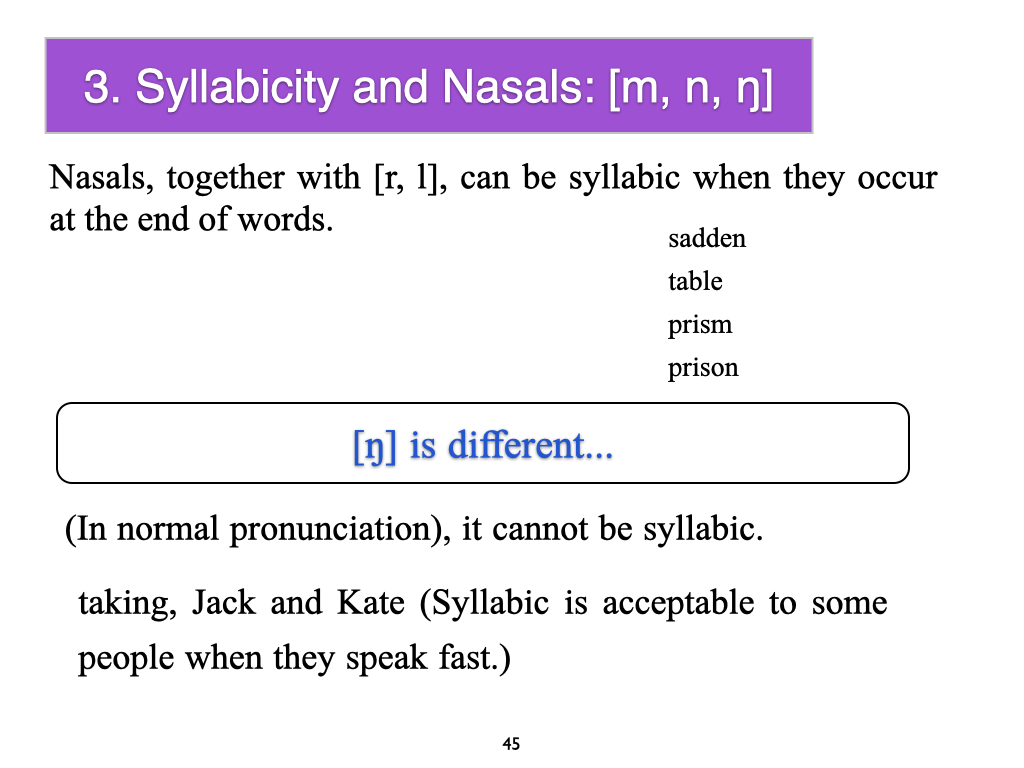 3. Syllabicity and Nasals: [m, n, ŋ]
Nasals, together with [r, l], can be syllabic when they occur
at the end of words.
sadden
table
prism
prison
[ŋ] is different...
(In normal pronunciation), it cannot be syllabic.
taking, Jack and Kate (Syllabic is acceptable to some
people when they speak fast.)
45